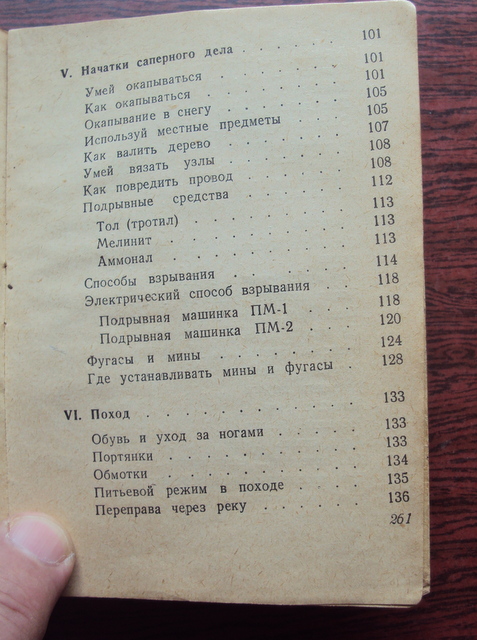 V. Начатки саперного дела . . . . . . 101
Умей окапываться . . . . . . . 101
Как окапываться . . . . . . . 101
Окапывание в снегу . . . . . . 105
Используй местные предметы . . . . 105
Как валить дерево . . . . . . . 107
Умей вязать узлы . . . . . . . 108
Как повредить провод . . . . . . 108
Подрывные средства . . . . . . 112
Тол (тротил) . . . . . . . . 113
Мелинит . . . . . . . . . 113
Аммонал . . . . . . . . . 113
Способы взрывания . . . . . . . 114
Электрический способ взрывания . . . 118
Подрывная машинка ПМ-1 . . . . 118
Подрывная машинка ПМ-2 . . . . 120
Фугасы и мины . . . . . . . . 124
Где устанавливать мины и фугасы . . 128
VI. Поход . . . . . . . . . . . 133
Обувь и уход за ногами . . . . . 133
Портянки . . . . . . . . . . 133
Обмотки . . . . . . . . . . 134
Питьевой режим в походе . . . . . 135
Переправа через реку . . . . . . 136
261